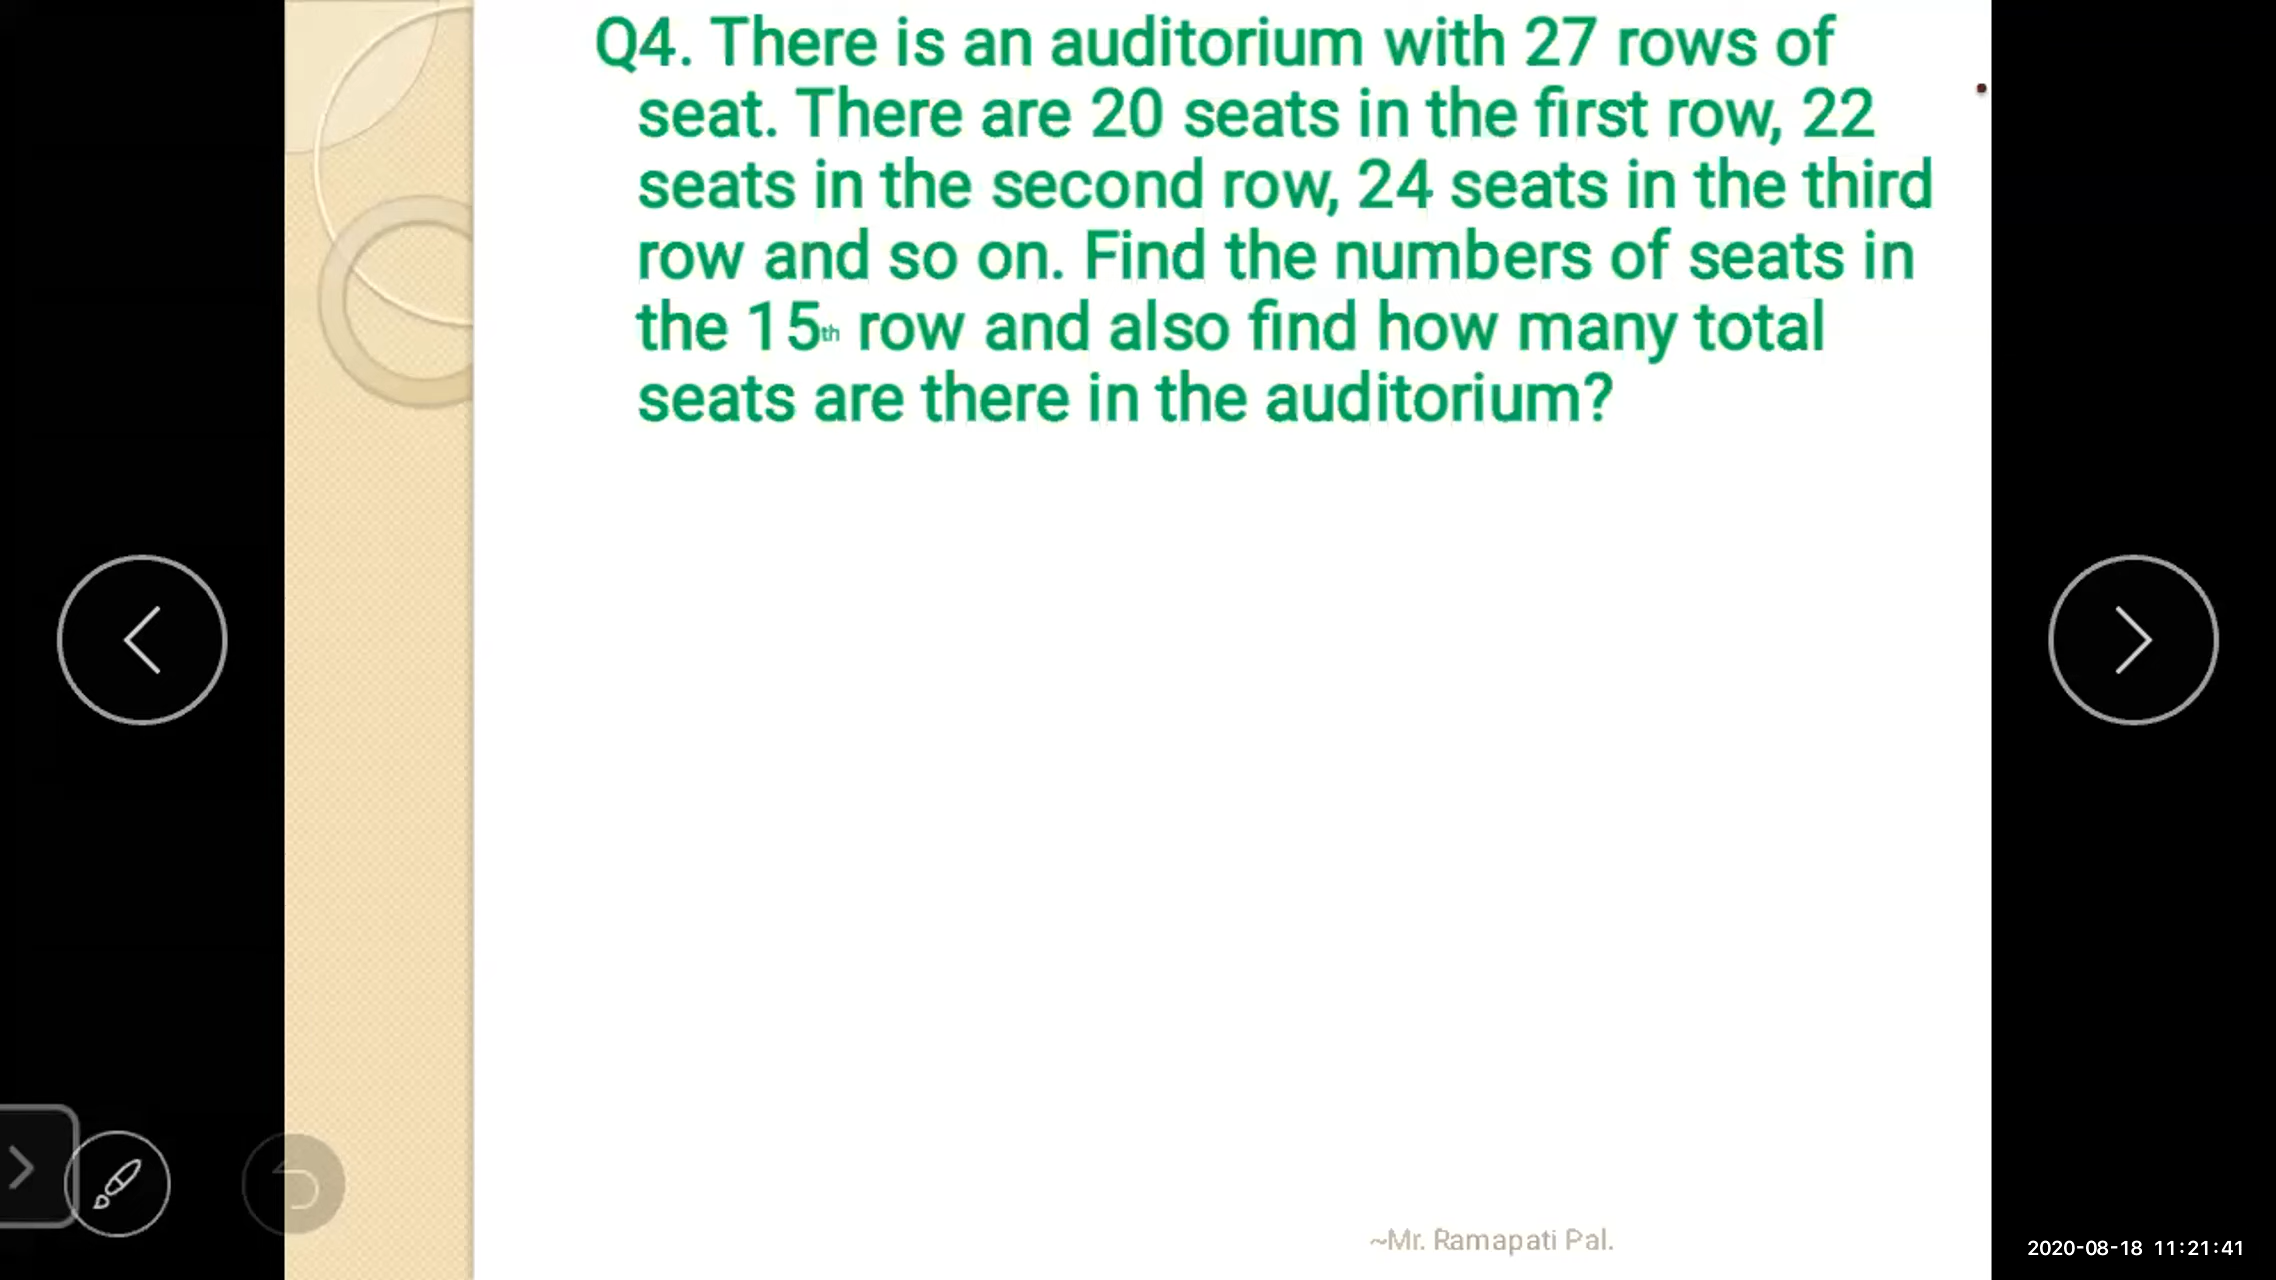 Q4. There is an auditorium with 27 rows of
seat. There are 20 seats in the first row, 22
seats in the second row, 24 seats in the third
row and so on. Find the numbers of seats in
the 15th row and also find how many total
seats are there in the auditorium?
~Mr. Ramapati Pal.
2020-08-18 11:21:41